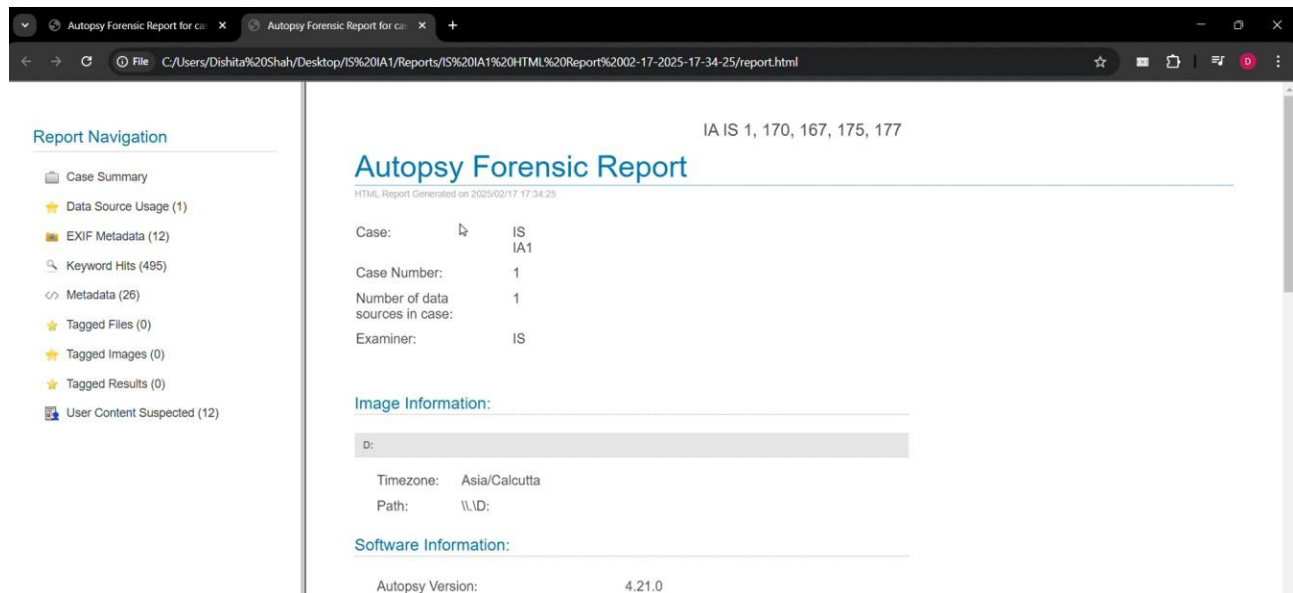 Autopsy Forensic Report for ca
Autopsy Forensic Report for ca
File C:/Users/Dishita%20Shah/Desktop/IS%20IA1/Reports/IS%20IA1%20HTML%20Report%2002-17-2025-17-34-25/report.html
D
Report Navigation
Case Summary
Data Source Usage (1)
EXIF Metadata (12)
Keyword Hits (495)
Metadata (26)
Tagged Files (0)
Tagged Images (0)
Tagged Results (0)
User Content Suspected (12)
IA IS 1, 170, 167, 175, 177
Autopsy Forensic Report
HTML Report Generated on 2025/02/17 17:34:25
Case: IS
IA1
Case Number: 1
Number of data 1
sources in case:
Examiner: IS
Image Information:
D:
Timezone: Asia/Calcutta
Path: \\.\D:
Software Information:
Autopsy Version: 4.21.0